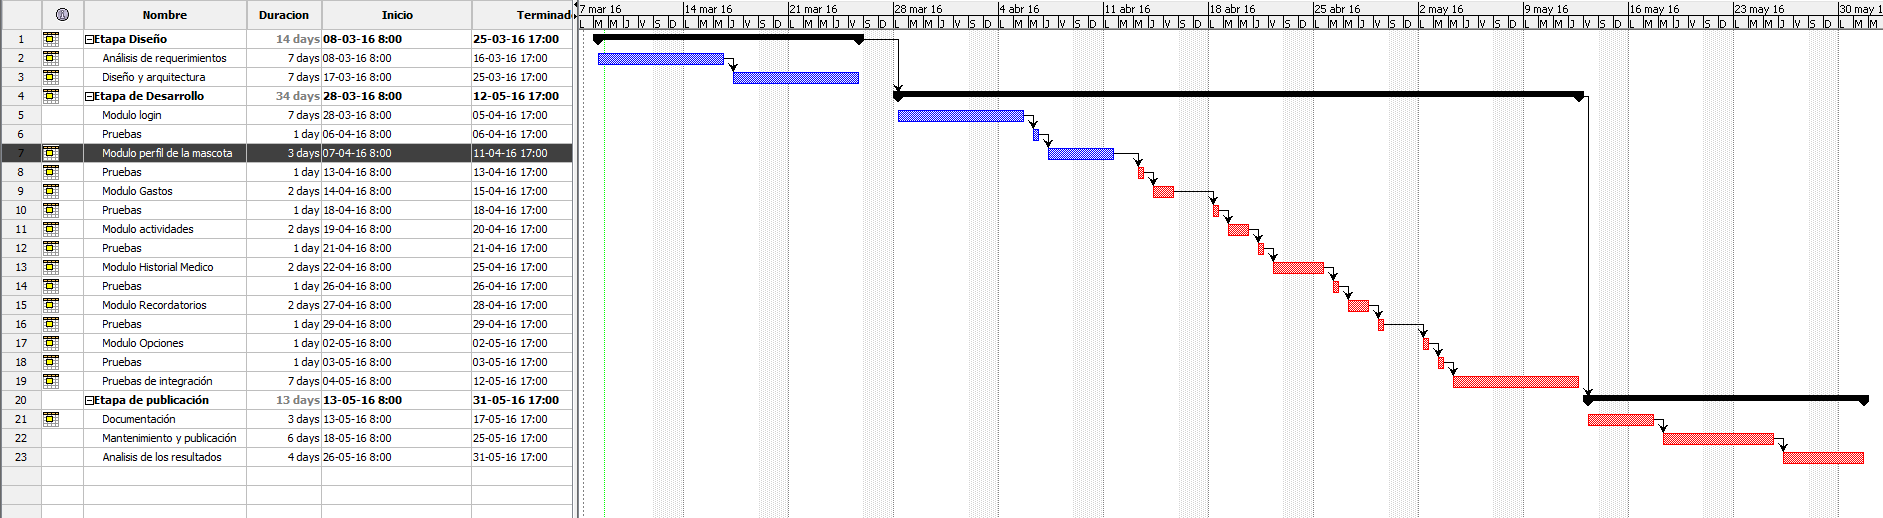 Nombre Duracion Inicio Terminado
7 mar 16 14 mar 16 21 mar 16 28 mar 16 4 abr 16 11 abr 16 18 abr 16 25 abr 16 2 may 16 9 may 16 16 may 16 23 may 16 30 may 1
L M M J V S D L M M J V S D L M M J V S D L M M J V S D L M M J V S D L M M J V S D L M M J V S D L M M J V S D L M M J V S D L M M J V S D L M M J V S D L M M J V S D L M M
1 Etapa Diseño 14 days 08-03-16 8:00 25-03-16 17:00
2 Análisis de requerimientos 7 days 08-03-16 8:00 16-03-16 17:00
3 Diseño y arquitectura 7 days 17-03-16 8:00 25-03-16 17:00
4 Etapa de Desarrollo 34 days 28-03-16 8:00 12-05-16 17:00
5 Modulo login 7 days 28-03-16 8:00 05-04-16 17:00
6 Pruebas 1 day 06-04-16 8:00 06-04-16 17:00
7 Modulo perfil de la mascota 3 days 07-04-16 8:00 11-04-16 17:00
8 Pruebas 1 day 13-04-16 8:00 13-04-16 17:00
9 Modulo Gastos 2 days 14-04-16 8:00 15-04-16 17:00
10 Pruebas 1 day 18-04-16 8:00 18-04-16 17:00
11 Modulo actividades 2 days 19-04-16 8:00 20-04-16 17:00
12 Pruebas 1 day 21-04-16 8:00 21-04-16 17:00
13 Modulo Historial Medico 2 days 22-04-16 8:00 25-04-16 17:00
14 Pruebas 1 day 26-04-16 8:00 26-04-16 17:00
15 Modulo Recordatorios 2 days 27-04-16 8:00 28-04-16 17:00
16 Pruebas 1 day 29-04-16 8:00 29-04-16 17:00
17 Modulo Opciones 1 day 02-05-16 8:00 02-05-16 17:00
18 Pruebas 1 day 03-05-16 8:00 03-05-16 17:00
19 Pruebas de integración 7 days 04-05-16 8:00 12-05-16 17:00
20 Etapa de publicación 13 days 13-05-16 8:00 31-05-16 17:00
21 Documentación 3 days 13-05-16 8:00 17-05-16 17:00
22 Mantenimiento y publicación 6 days 18-05-16 8:00 25-05-16 17:00
23 Analisis de los resultados 4 days 26-05-16 8:00 31-05-16 17:00